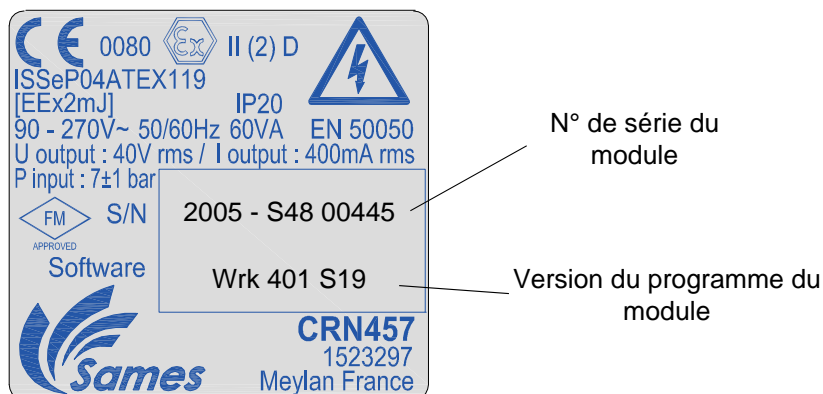 CE 0080 Ex II (2) D
ISSeP04ATEX119
[EEx2mJ] IP20
90 - 270V~ 50/60Hz 60VA EN 50050
U output : 40V rms / I output : 400mA rms
P input : 7±1 bar
FM
APPROVED
S/N 2005 - S48 00445
Software Wrk 401 S19
CRN457
1523297
Sames Meylan France
N° de série du
module
Version du programme du
module